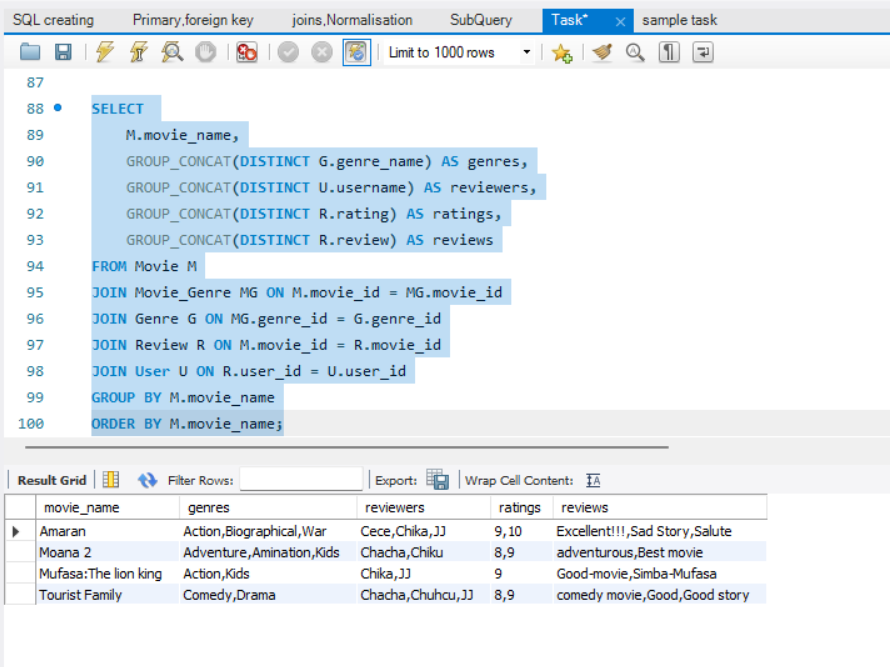 SQL creating Primary,foreign key joins,Normalisation SubQuery Task* × sample task
Limit to 1000 rows
87
88 SELECT
89 M.movie_name,
90 GROUP_CONCAT(DISTINCT G.genre_name) AS genres,
91 GROUP_CONCAT(DISTINCT U.username) AS reviewers,
92 GROUP_CONCAT(DISTINCT R.rating) AS ratings,
93 GROUP_CONCAT(DISTINCT R.review) AS reviews
94 FROM Movie M
95 JOIN Movie_Genre MG ON M.movie_id = MG.movie_id
96 JOIN Genre G ON MG.genre_id = G.genre_id
97 JOIN Review R ON M.movie_id = R.movie_id
98 JOIN User U ON R.user_id = U.user_id
99 GROUP BY M.movie_name
100 ORDER BY M.movie_name;
Result Grid Filter Rows: Export: Wrap Cell Content: IA
movie_name genres reviewers ratings reviews
Amaran Action,Biographical,War Cece,Chika,JJ 9,10 Excellent!!!,Sad Story,Salute
Moana 2 Adventure,Amination,Kids Chacha,Chiku 8,9 adventurous,Best movie
Mufasa:The lion king Action,Kids Chika,JJ 9 Good-movie,Simba-Mufasa
Tourist Family Comedy,Drama Chacha,Chuhcu,JJ 8,9 comedy movie,Good,Good story